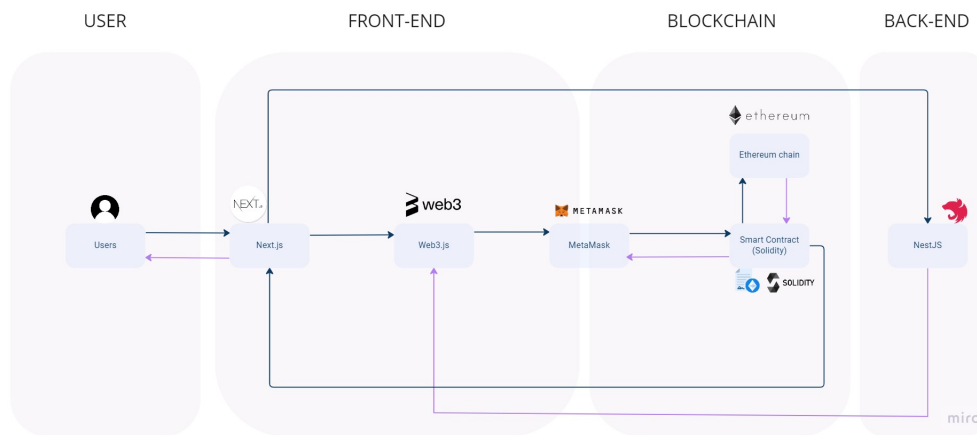 USER
FRONT-END
BLOCKCHAIN
BACK-END
ethereum
Ethereum chain
NEXT.
web3
METAMASK
Users
Next.js
Web3.js
MetaMask
Smart Contract
(Solidity)
NestJS
SOLIDITY
miro